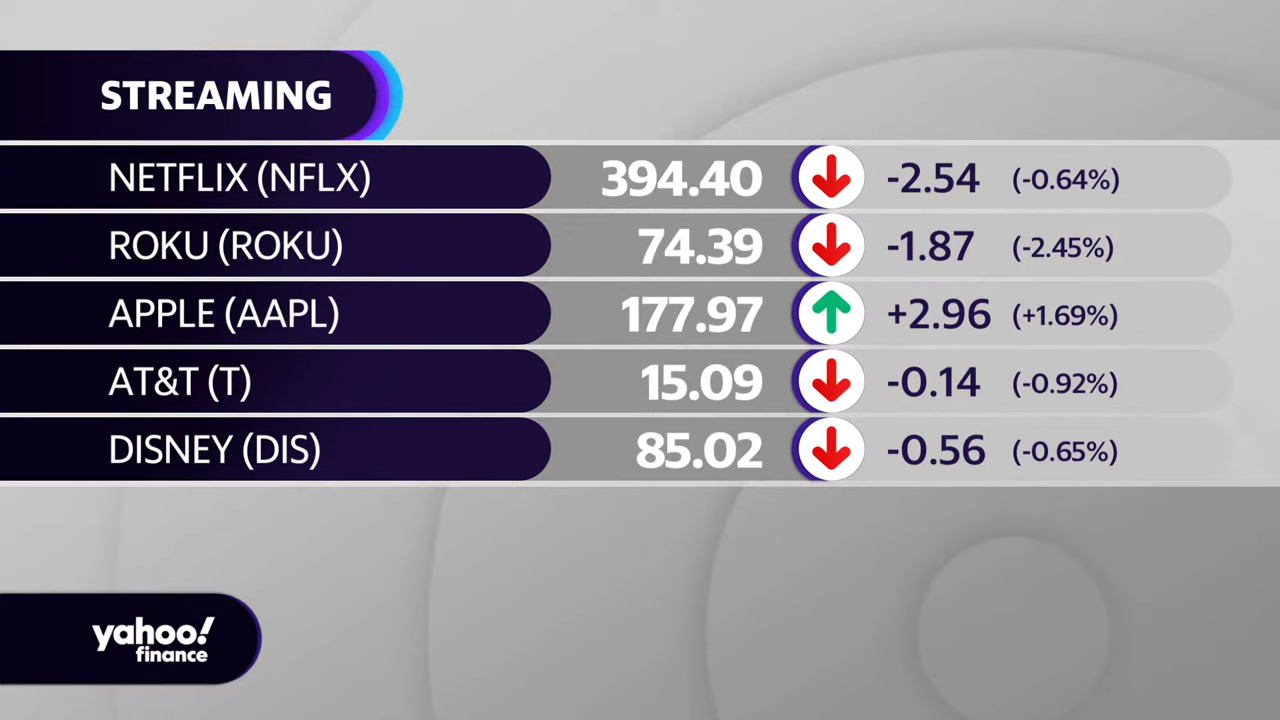 STREAMING
NETFLIX (NFLX) 394.40 -2.54 (-0.64%)
ROKU (ROKU) 74.39 -1.87 (-2.45%)
APPLE (AAPL) 177.97 +2.96 (+1.69%)
AT&T (T) 15.09 -0.14 (-0.92%)
DISNEY (DIS) 85.02 -0.56 (-0.65%)
yahoo!
finance